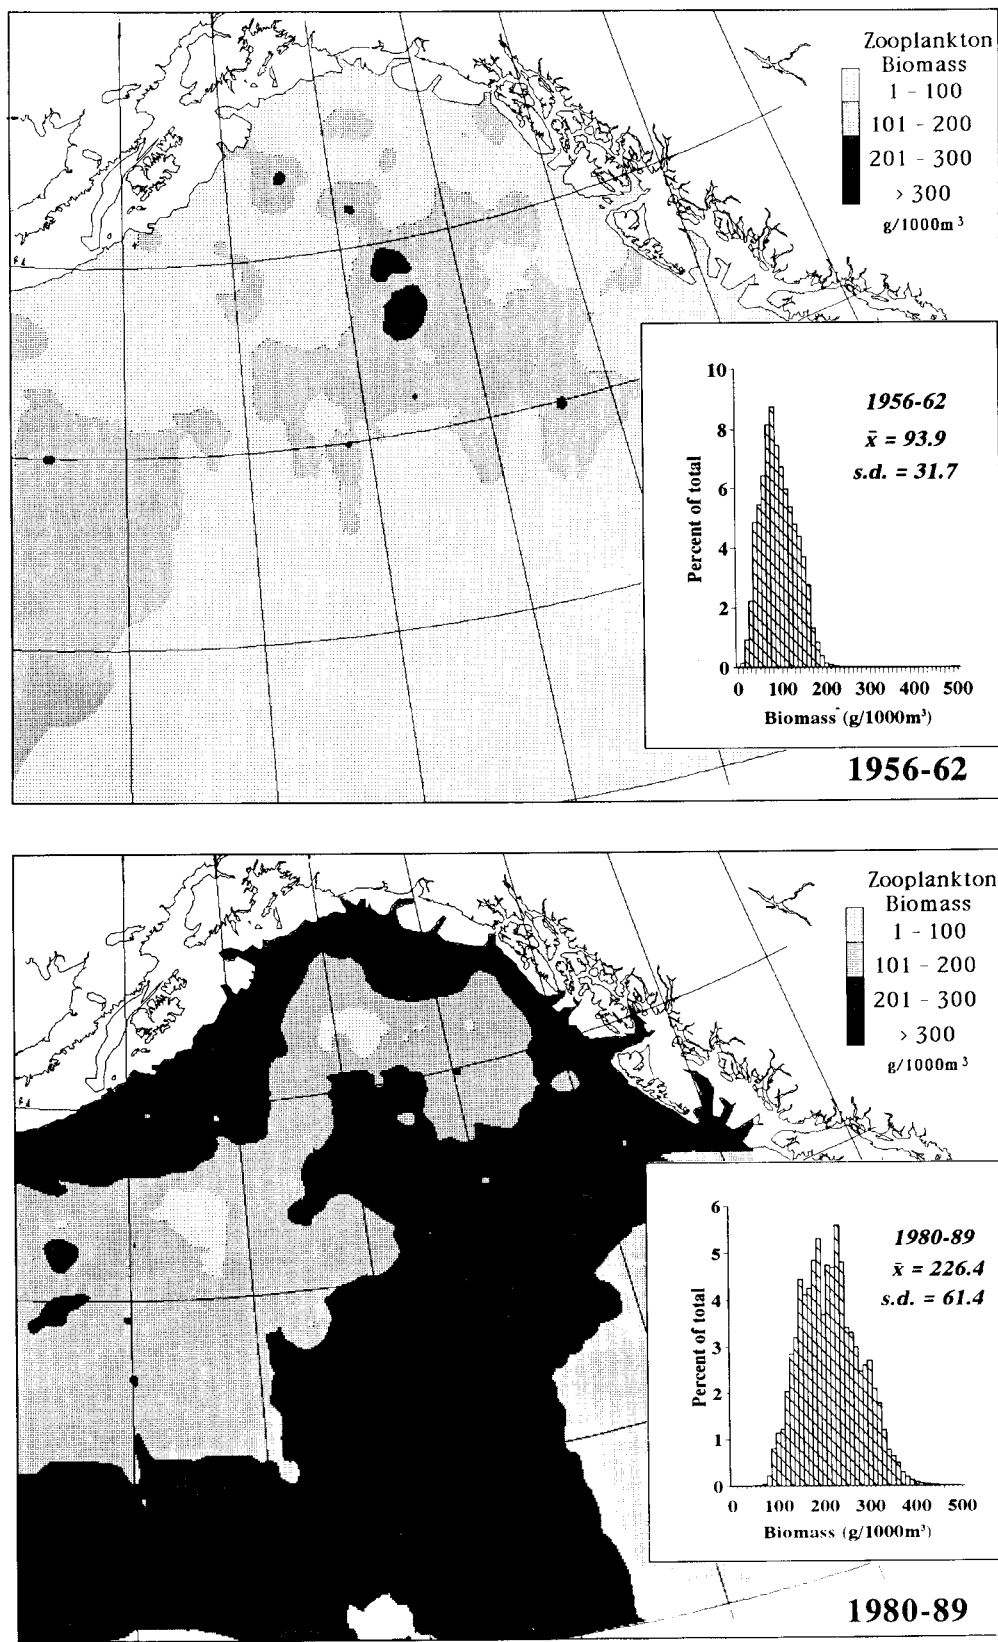 Zooplankton
Biomass
1 - 100
101 - 200
201 - 300
> 300
g/1000m³
10
8
6
4
2
0
Percent of total
1956-62
x̄ = 93.9
s.d. = 31.7
0 100 200 300 400 500
Biomass (g/1000m³)
1956-62
Zooplankton
Biomass
1 - 100
101 - 200
201 - 300
> 300
g/1000m³
6
5
4
3
2
1
0
Percent of total
1980-89
x̄ = 226.4
s.d. = 61.4
0 100 200 300 400 500
Biomass (g/1000m³)
1980-89